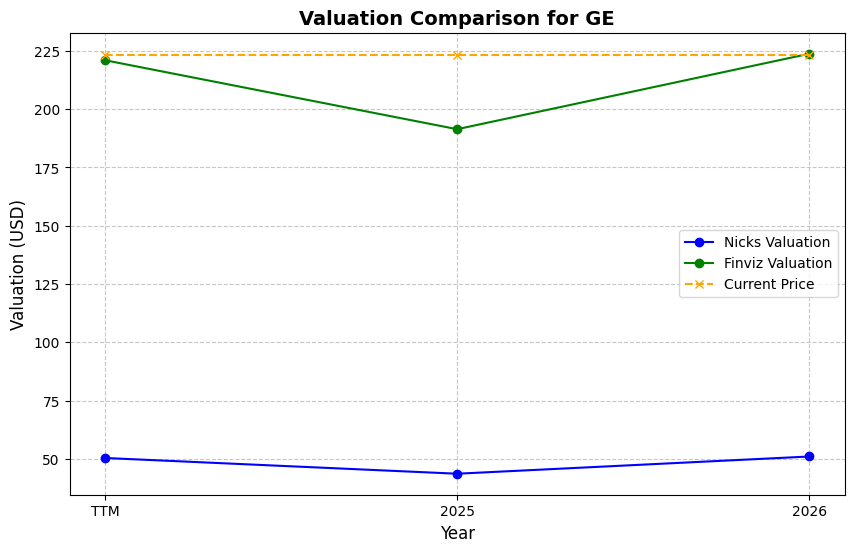 Valuation Comparison for GE
Valuation (USD)
225
200
175
150
125
100
75
50
Nicks Valuation
Finviz Valuation
Current Price
TTM
2025
2026
Year